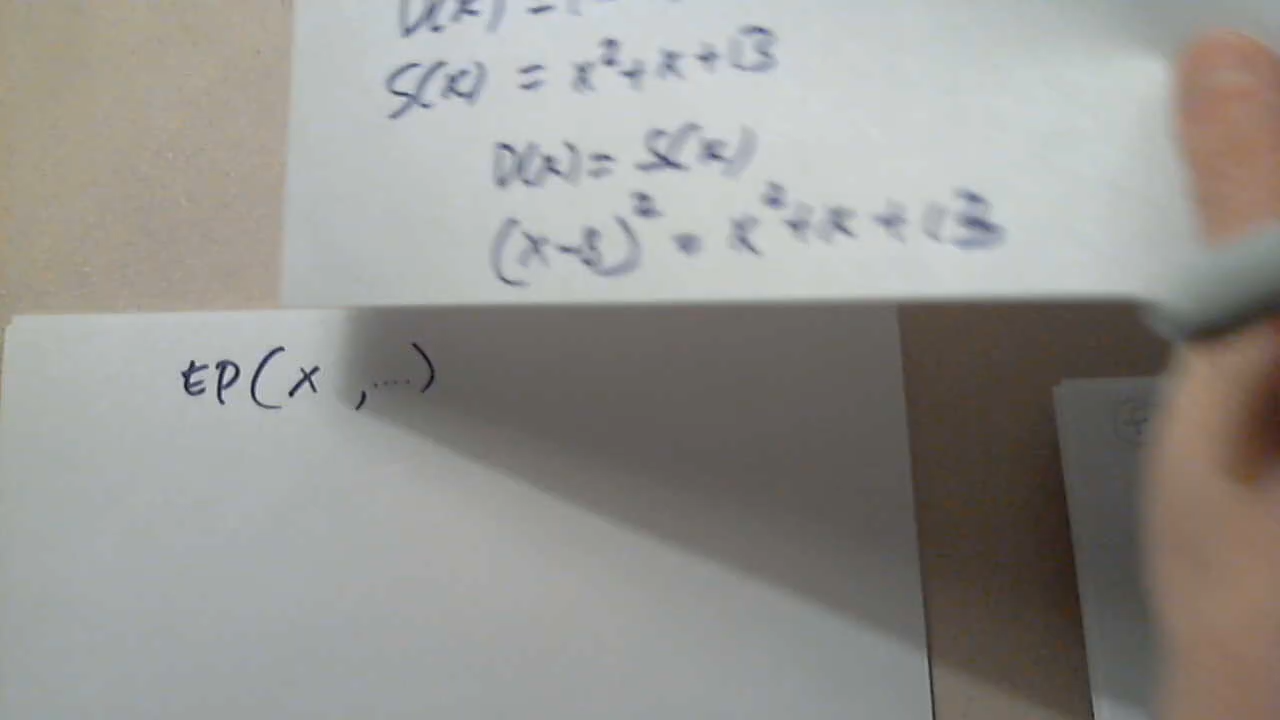 D(x) =
S(x) = x²+x+13
D(x) = S(x)
(x-8)² = x²+x+13
EP(x ,....)